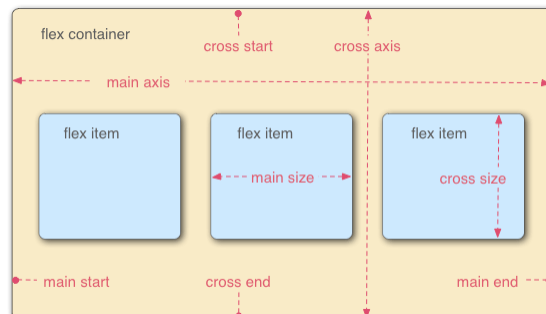 flex container
cross start
cross axis
main axis
flex item
flex item
flex item
main size
cross size
main start
cross end
main end